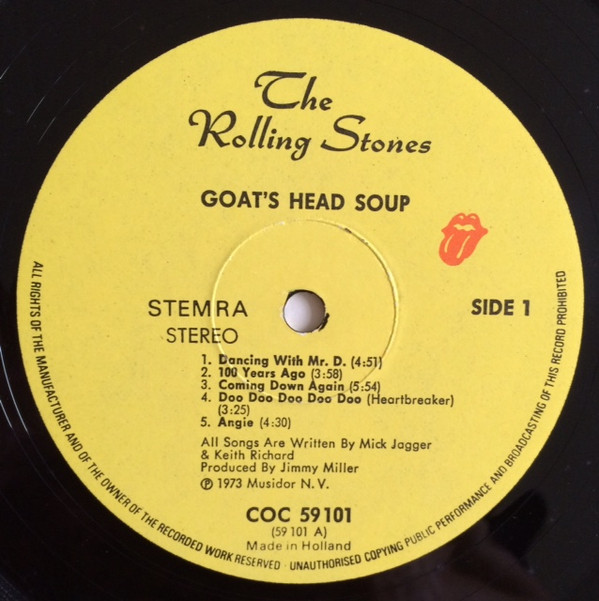 The
Rolling Stones
GOAT'S HEAD SOUP
STEMRA
STEREO
SIDE 1
1. Dancing With Mr. D. (4:51)
2. 100 Years Ago (3:58)
3. Coming Down Again (5:54)
4. Doo Doo Doo Doo Doo (Heartbreaker)
(3:25)
5. Angie (4:30)
All Songs Are Written By Mick Jagger
& Keith Richard
Produced By Jimmy Miller
℗ 1973 Musidor N.V.
COC 59101
(59 101 A)
Made in Holland
ALL RIGHTS OF THE MANUFACTURER AND OF THE OWNER OF THE RECORDED WORK RESERVED · UNAUTHORISED COPYING PUBLIC PERFORMANCE AND BROADCASTING OF THIS RECORD PROHIBITED